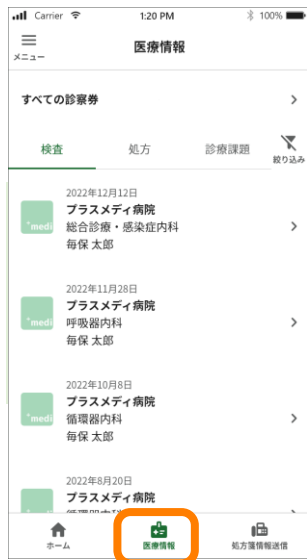 Carrier 1:20 PM 100%
メニュー
医療情報
すべての診察券
検査 処方 診療課題 絞り込み
2022年12月12日
プラスメディ病院
+medi 総合診療・感染症内科
毎保 太郎
2022年11月28日
プラスメディ病院
+medi 呼吸器内科
毎保 太郎
2022年10月8日
プラスメディ病院
+medi 循環器内科
毎保 太郎
2022年8月20日
プラスメディ病院
+medi
ホーム 医療情報 処方箋情報送信